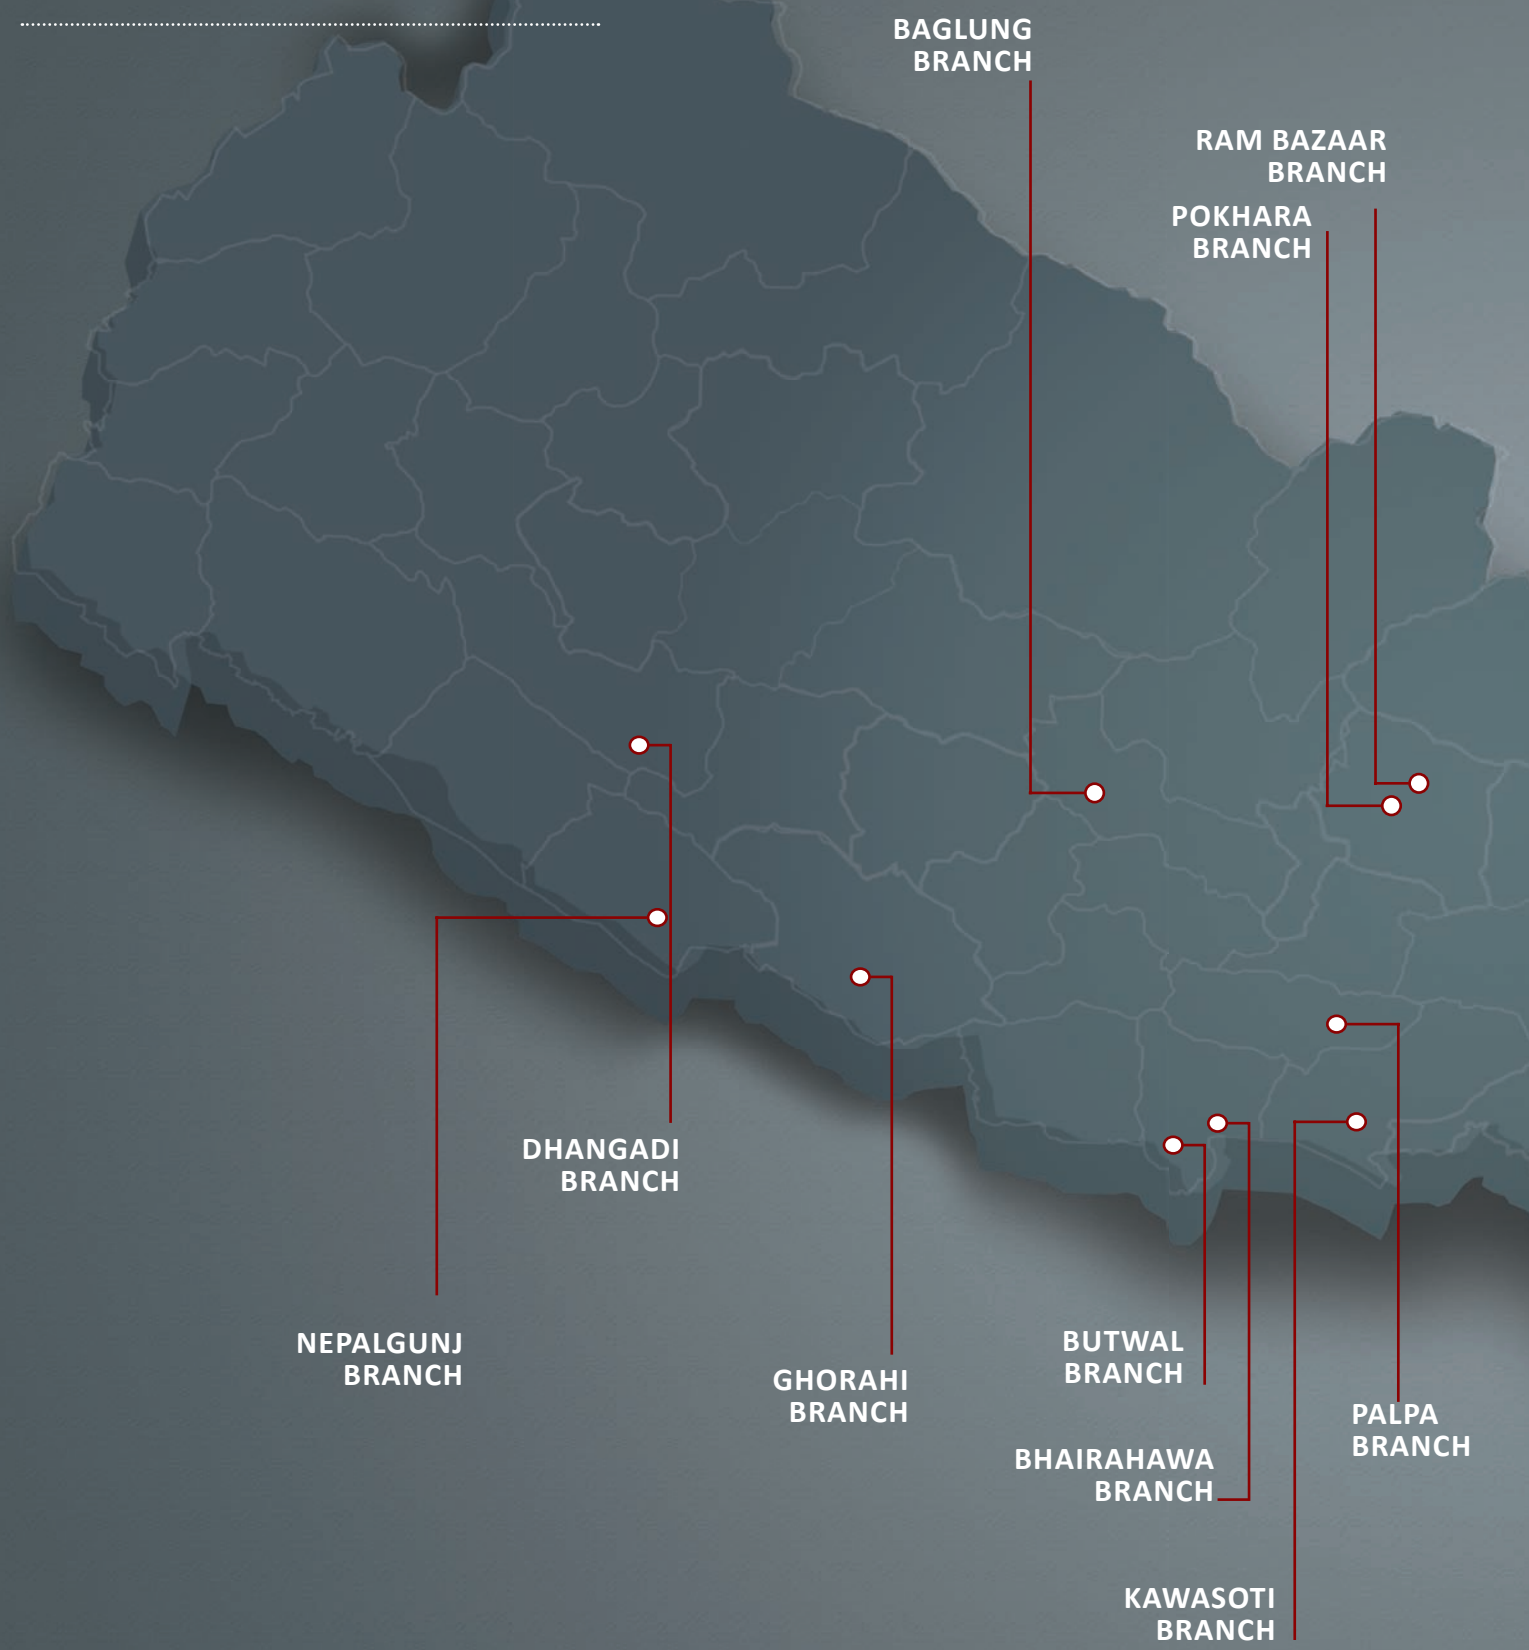 BAGLUNG
BRANCH
RAM BAZAAR
BRANCH
POKHARA
BRANCH
DHANGADI
BRANCH
NEPALGUNJ
BRANCH
GHORAHI
BRANCH
BUTWAL
BRANCH
PALPA
BRANCH
BHAIRAHAWA
BRANCH
KAWASOTI
BRANCH